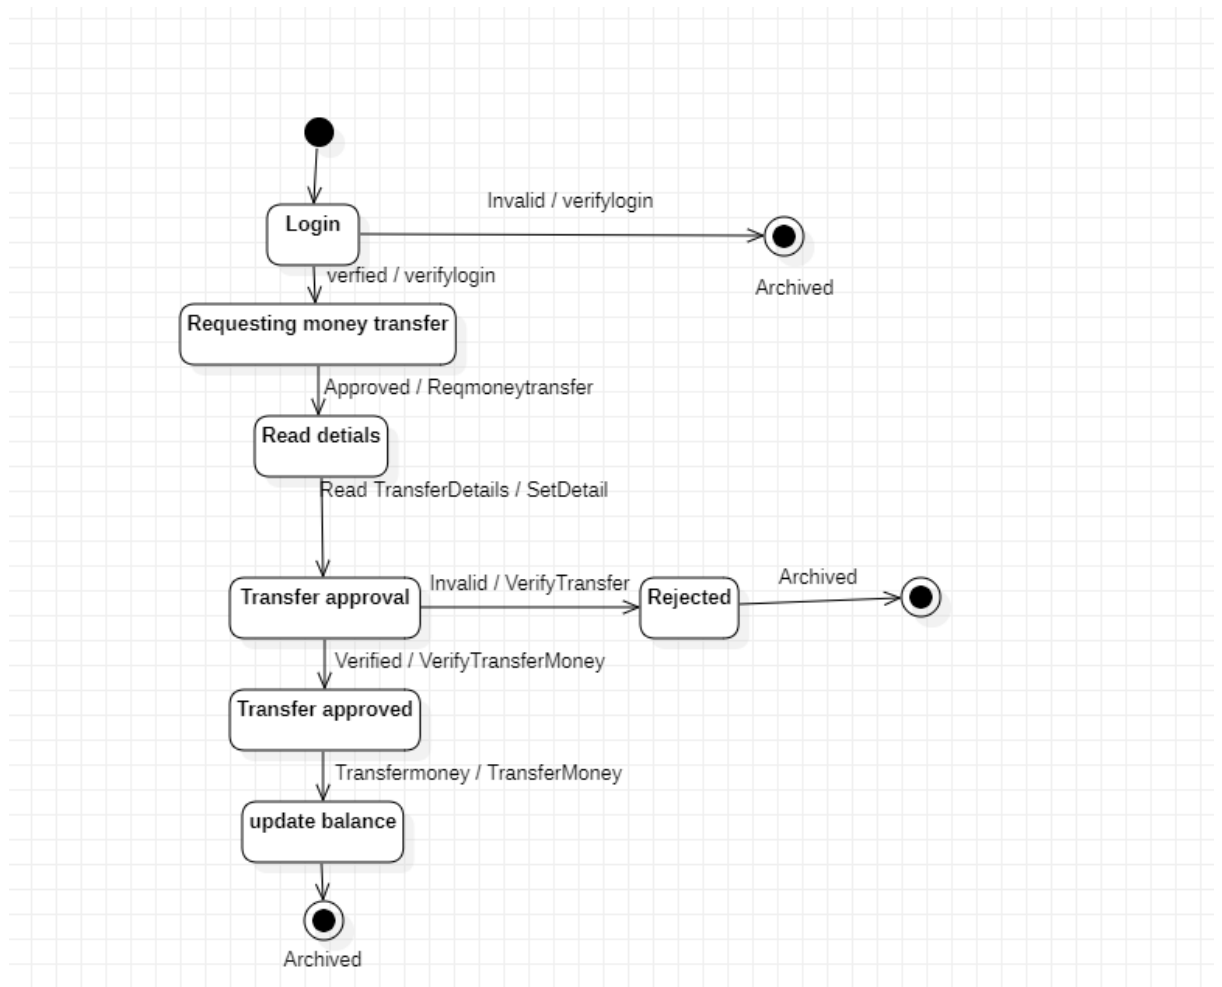 Invalid / verifylogin
Login
Archived
verfied / verifylogin
Requesting money transfer
Approved / Reqmoneytransfer
Read detials
Read TransferDetails / SetDetail
Transfer approval
Invalid / VerifyTransfer
Rejected
Archived
Verified / VerifyTransferMoney
Transfer approved
Transfermoney / TransferMoney
update balance
Archived